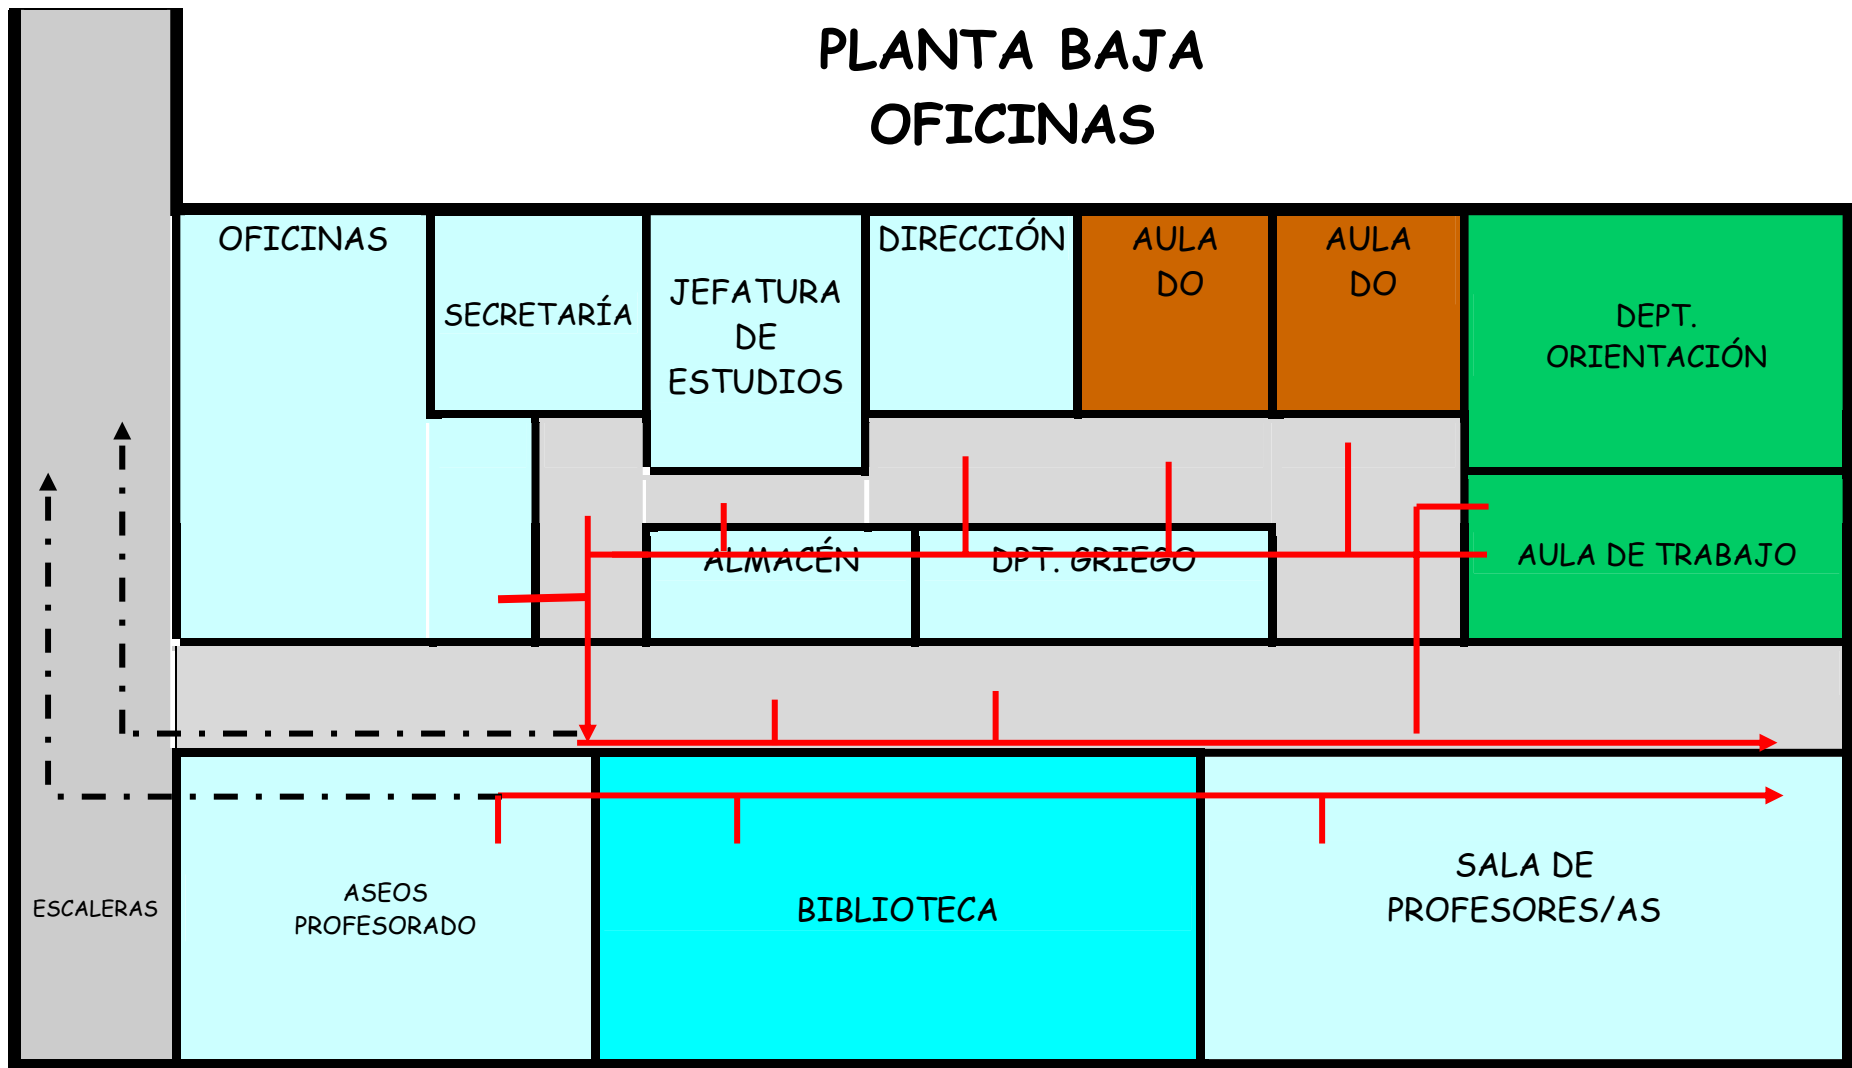 PLANTA BAJA
OFICINAS
OFICINAS
SECRETARÍA
JEFATURA
DE
ESTUDIOS
DIRECCIÓN
AULA
DO
AULA
DO
DEPT.
ORIENTACIÓN
ALMACÉN
DPT. GRIEGO
AULA DE TRABAJO
ESCALERAS
ASEOS
PROFESORADO
BIBLIOTECA
SALA DE
PROFESORES/AS